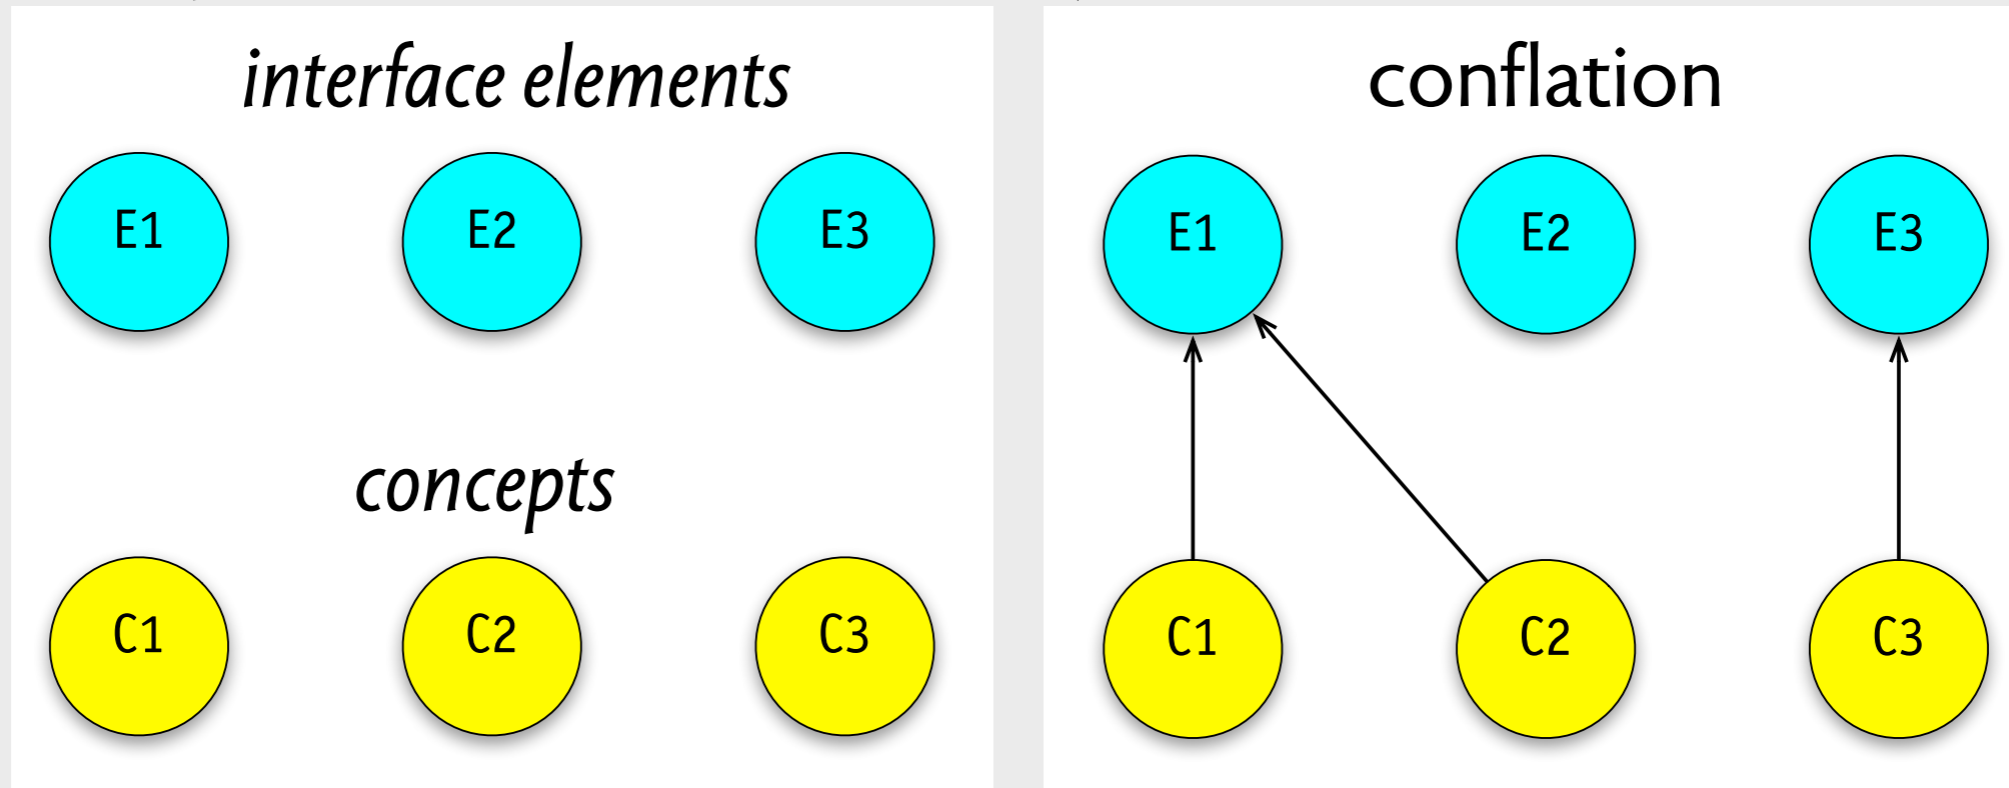 interface elements
E1 E2 E3
concepts
C1 C2 C3
conflation
E1 E2 E3
C1 C2 C3